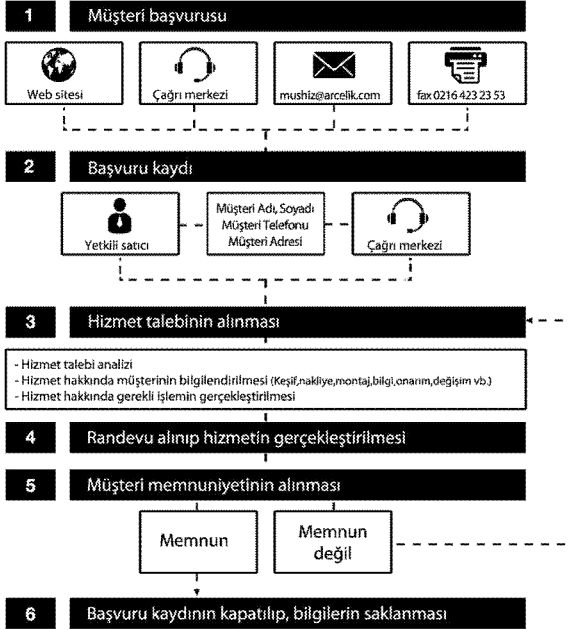 1 Müşteri başvurusu
Web sitesi
Çağrı merkezi
mushiz@arcelik.com
fax 0216 423 23 53
2 Başvuru kaydı
Yetkili satıcı
Müşteri Adı, Soyadı
Müşteri Telefonu
Müşteri Adresi
Çağrı merkezi
3 Hizmet talebinin alınması
- Hizmet talebi analizi
- Hizmet hakkında müşterinin bilgilendirilmesi (Keşif,nakliye,montaj,bilgi,onarım,değişim vb.)
- Hizmet hakkında gerekli işlemin gerçekleştirilmesi
4 Randevu alınıp hizmetin gerçekleştirilmesi
5 Müşteri memnuniyetinin alınması
Memnun
Memnun
değil
6 Başvuru kaydının kapatılıp, bilgilerin saklanması